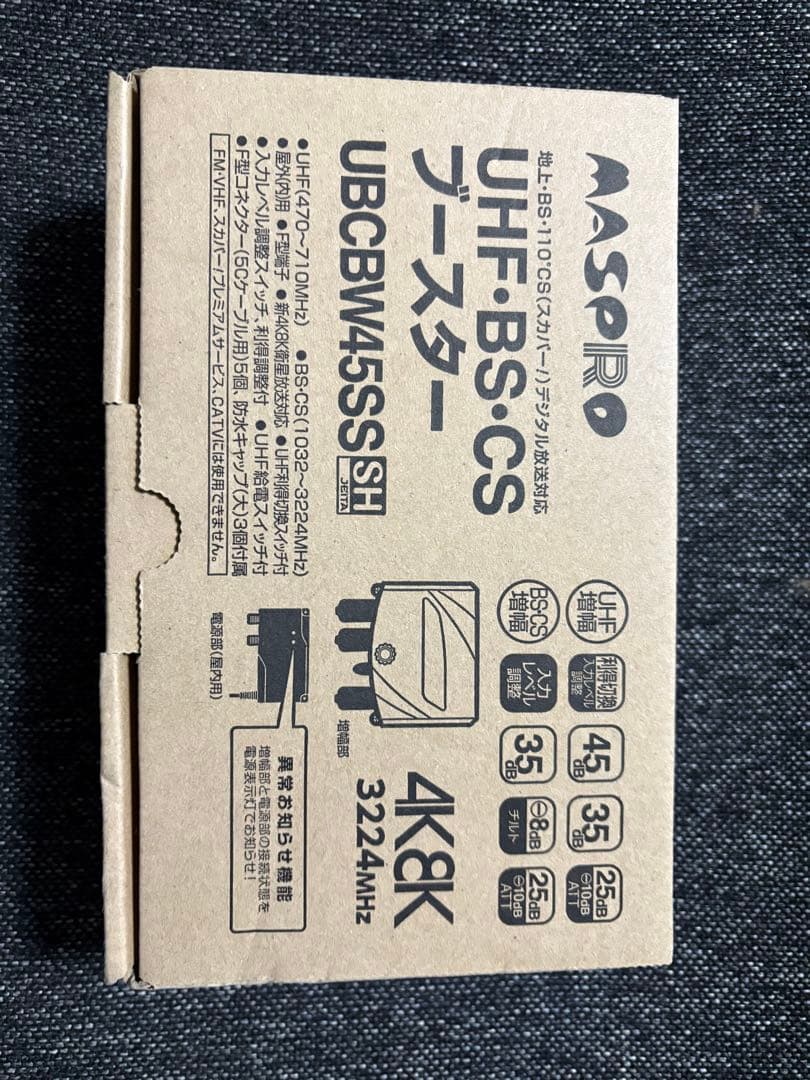 MASPRO
地上・BS・110°CS(スカパー!)デジタル放送対応
UHF・BS・CS
ブースター
UBCBW45SS SH
JEITA
●UHF(470〜710MHz) ●BS・CS(1032〜3224MHz)
●屋外(内)用 ●F型端子 ●新4K8K衛星放送対応 ●UHF利得切換スイッチ付
●入力レベル調整スイッチ、利得調整付 ●UHF給電スイッチ付
●F型コネクター(5Cケーブル用)5個、防水キャップ(大)3個付属
FM・VHF、スカパー!プレミアムサービス、CATVには使用できません。
UHF
増幅
利得切換
入力レベル
調整
45dB
35dB
25dB
⊖10dB
ATT
BS・CS
増幅
入力
レベル
調整
35dB
⊖8dB
チルト
25dB
⊖10dB
ATT
増幅部
4K8K
3224MHz
電源部(屋内用)
異常お知らせ機能
増幅部と電源部の接続状態を
電源表示灯でお知らせ!